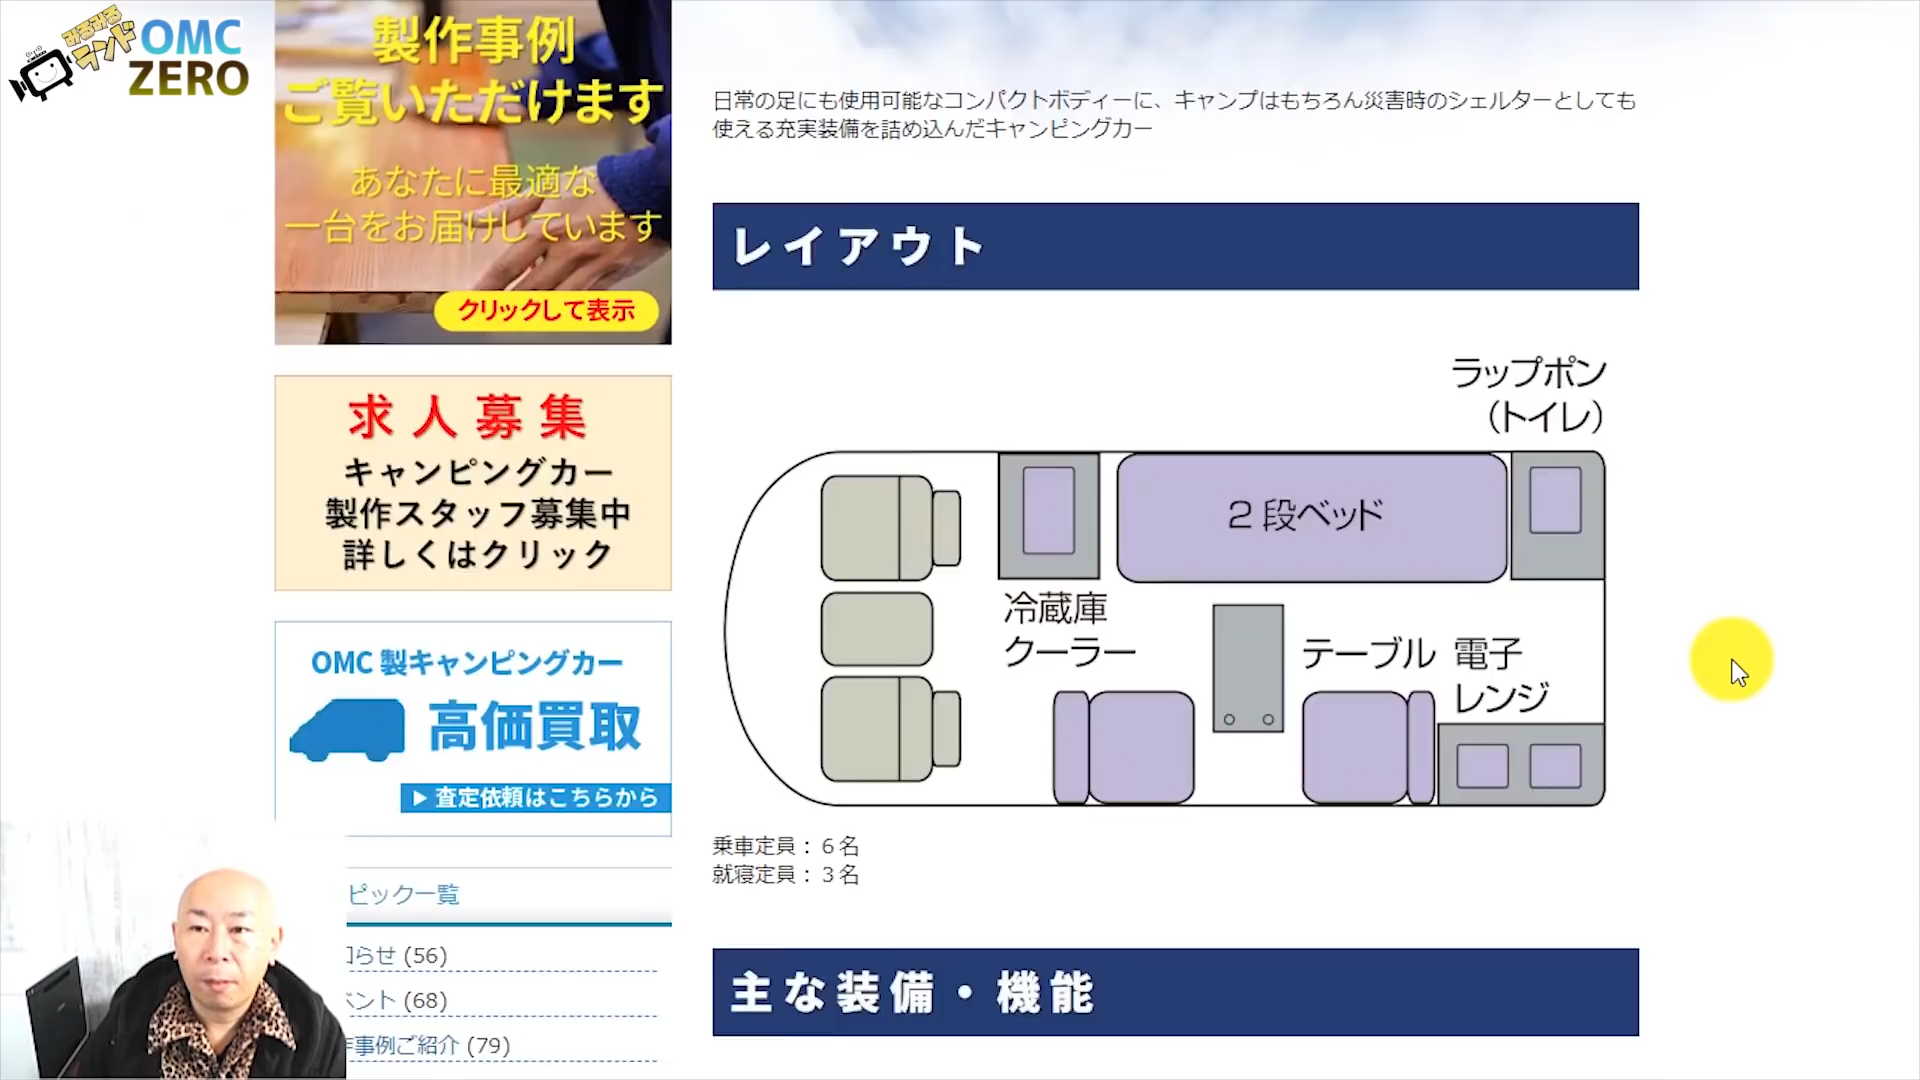 みるみる
ランド
OMC
ZERO
製作事例
ご覧いただけます
あなたに最適な
一台をお届けしています
クリックして表示
求人募集
キャンピングカー
製作スタッフ募集中
詳しくはクリック
OMC 製キャンピングカー
高価買取
▶ 査定依頼はこちらから
ピック一覧
らせ (56)
ベント (68)
事例ご紹介 (79)
日常の足にも使用可能なコンパクトボディーに、キャンプはもちろん災害時のシェルターとしても
使える充実装備を詰め込んだキャンピングカー
レイアウト
ラップポン
(トイレ)
2段ベッド
冷蔵庫
クーラー
テーブル
電子
レンジ
乗車定員：6名
就寝定員：3名
主な装備・機能